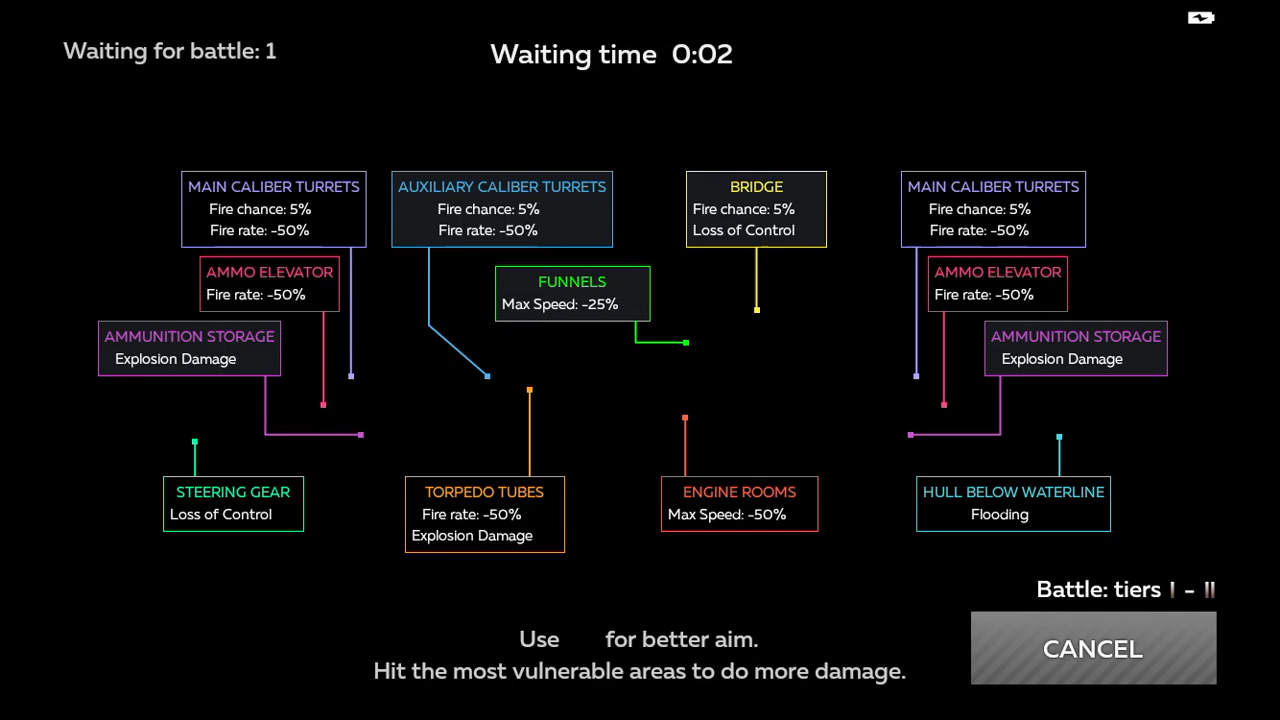 Waiting for battle: 1
Waiting time 0:02
MAIN CALIBER TURRETS
Fire chance: 5%
Fire rate: -50%
AUXILIARY CALIBER TURRETS
Fire chance: 5%
Fire rate: -50%
BRIDGE
Fire chance: 5%
Loss of Control
MAIN CALIBER TURRETS
Fire chance: 5%
Fire rate: -50%
AMMO ELEVATOR
Fire rate: -50%
FUNNELS
Max Speed: -25%
AMMO ELEVATOR
Fire rate: -50%
AMMUNITION STORAGE
Explosion Damage
AMMUNITION STORAGE
Explosion Damage
STEERING GEAR
Loss of Control
TORPEDO TUBES
Fire rate: -50%
Explosion Damage
ENGINE ROOMS
Max Speed: -50%
HULL BELOW WATERLINE
Flooding
Battle: tiers I - II
Use for better aim.
Hit the most vulnerable areas to do more damage.
CANCEL